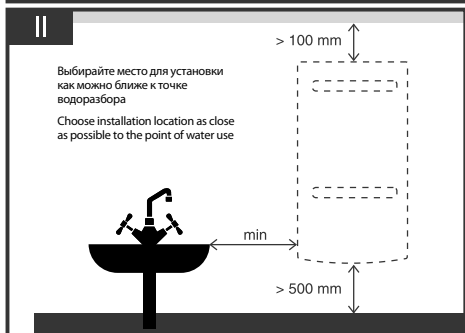 II
> 100 mm
Выбирайте место для установки
как можно ближе к точке
водоразбора
Choose installation location as close
as possible to the point of water use
min
> 500 mm